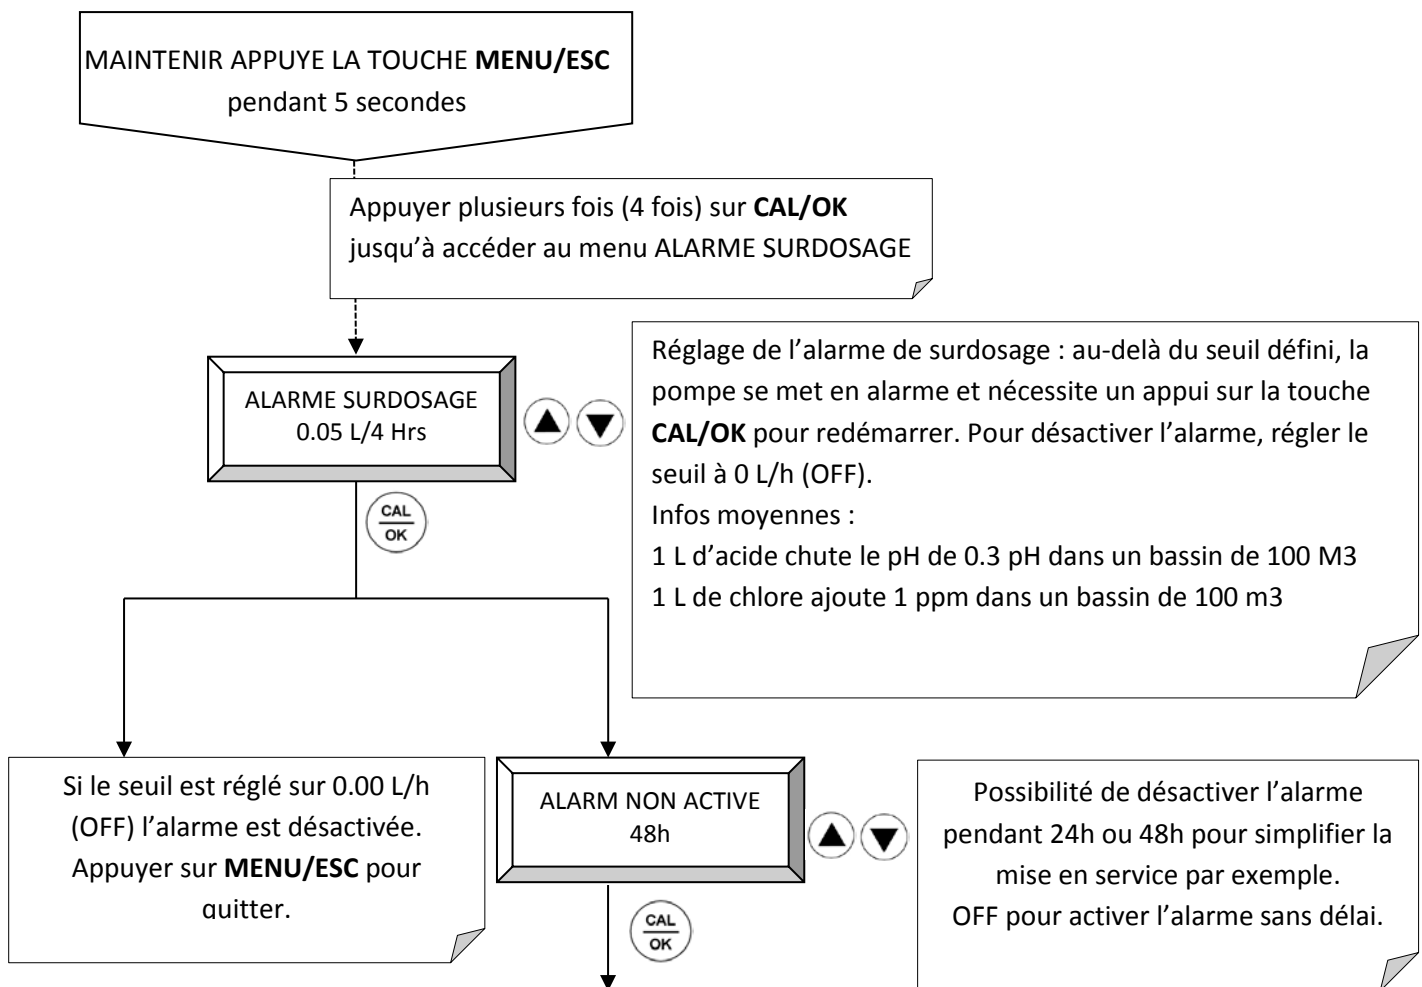 MAINTENIR APPUYE LA TOUCHE MENU/ESC
pendant 5 secondes
Appuyer plusieurs fois (4 fois) sur CAL/OK
jusqu’à accéder au menu ALARME SURDOSAGE
ALARME SURDOSAGE
0.05 L/4 Hrs
Réglage de l’alarme de surdosage : au-delà du seuil défini, la
pompe se met en alarme et nécessite un appui sur la touche
CAL/OK pour redémarrer. Pour désactiver l’alarme, régler le
seuil à 0 L/h (OFF).
Infos moyennes :
1 L d’acide chute le pH de 0.3 pH dans un bassin de 100 M3
1 L de chlore ajoute 1 ppm dans un bassin de 100 m3
CAL
OK
Si le seuil est réglé sur 0.00 L/h
(OFF) l’alarme est désactivée.
Appuyer sur MENU/ESC pour
quitter.
ALARM NON ACTIVE
48h
Possibilité de désactiver l’alarme
pendant 24h ou 48h pour simplifier la
mise en service par exemple.
OFF pour activer l’alarme sans délai.
CAL
OK